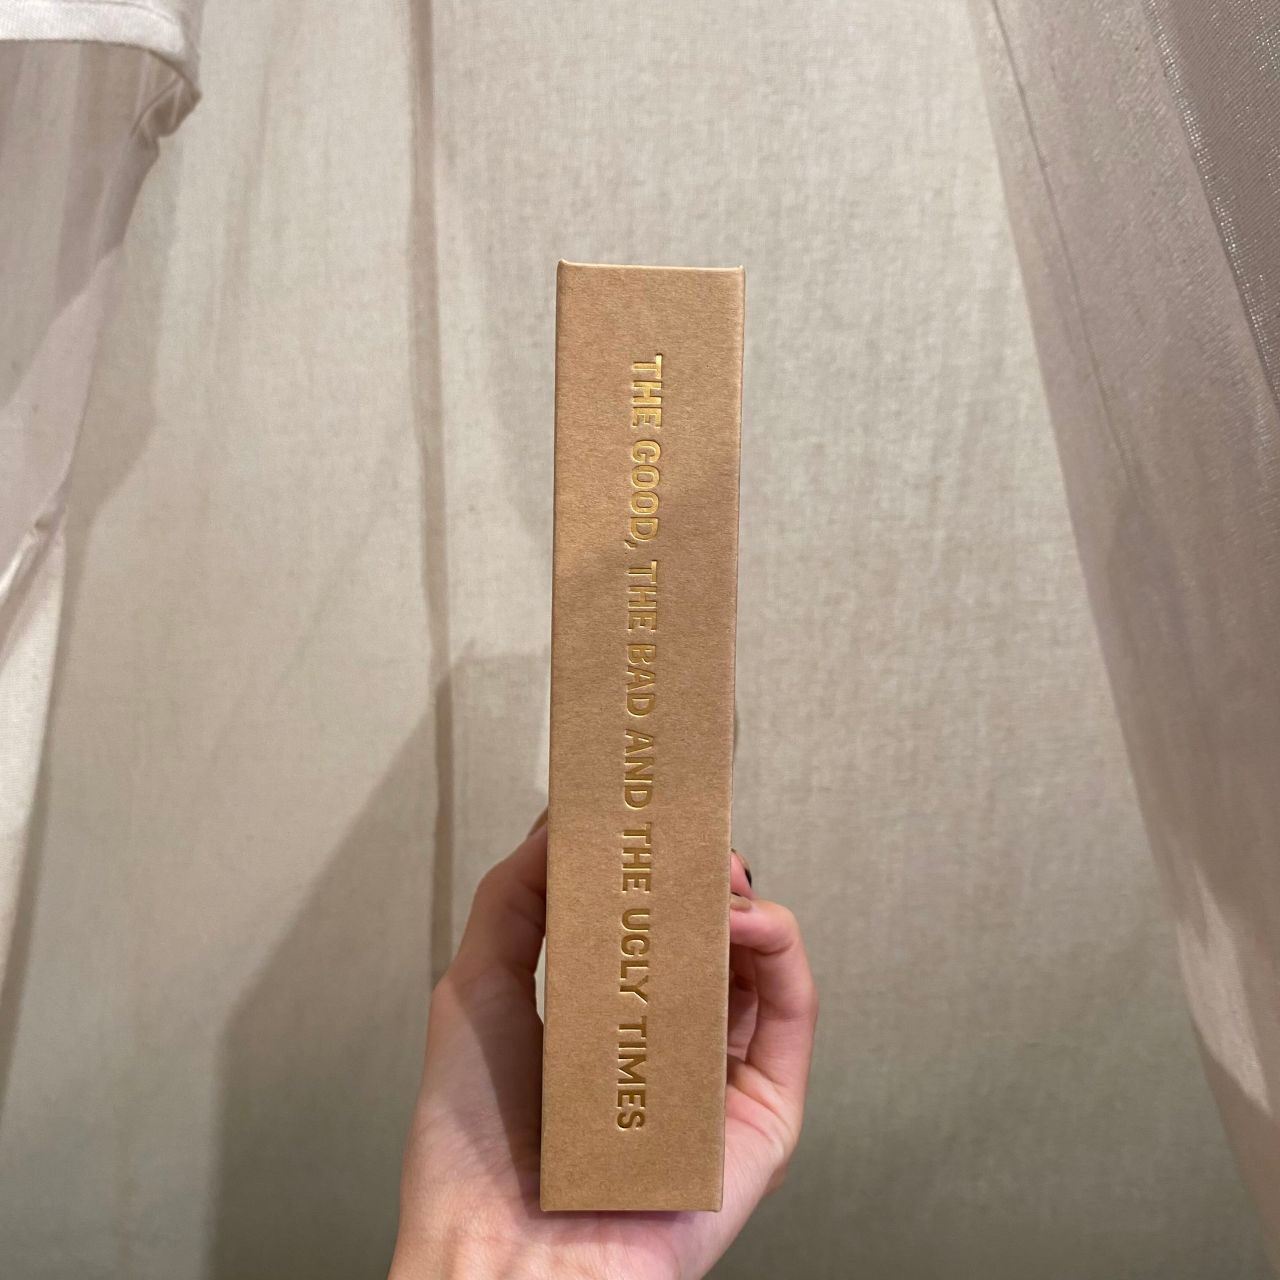 THE GOOD, THE BAD AND THE UGLY TIMES